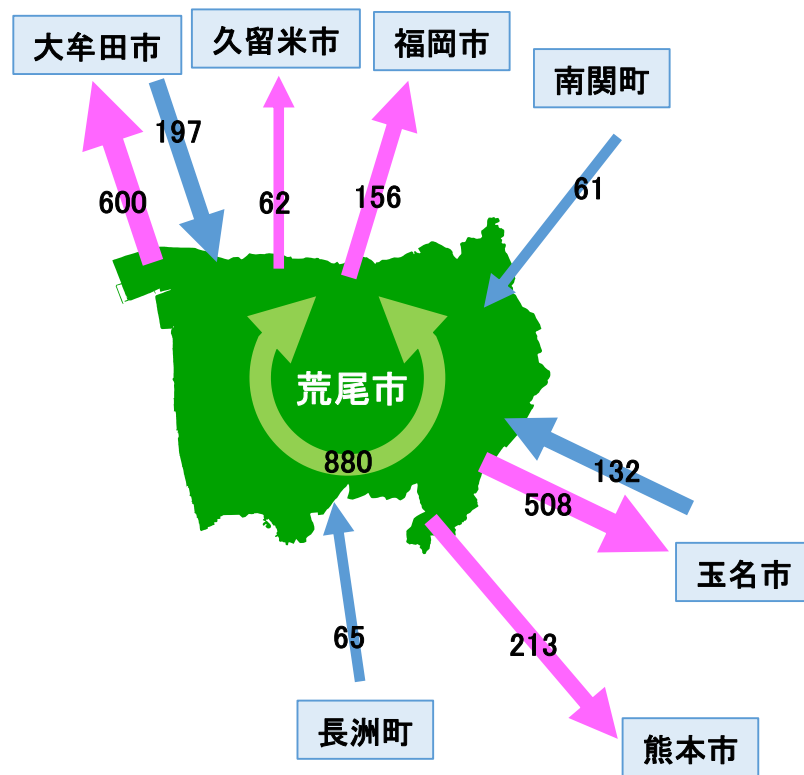 大牟田市
久留米市
福岡市
南関町
197
600
62
156
61
荒尾市
880
132
508
玉名市
65
213
長洲町
熊本市